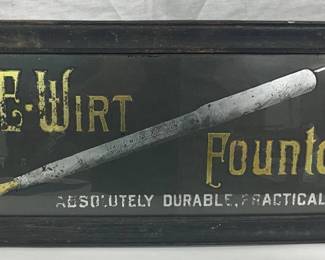 E·WIRT
Founta
ABSOLUTELY DURABLE, PRACTICAL